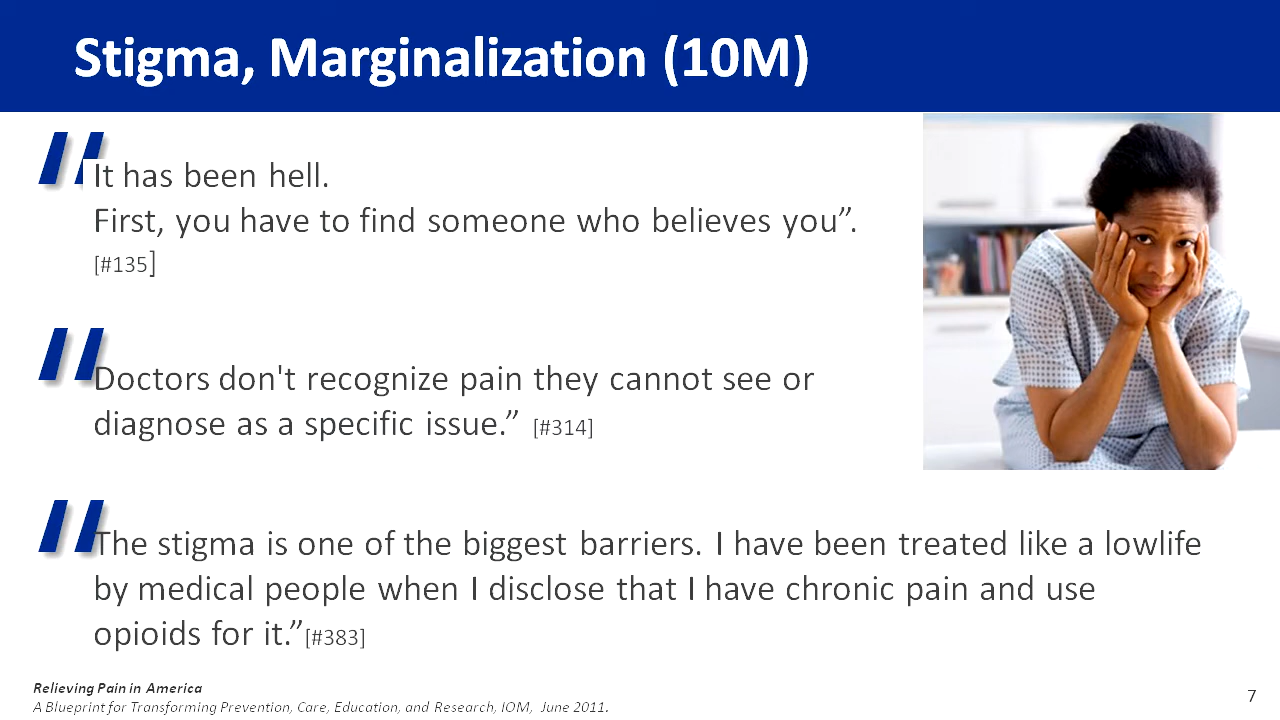 Stigma, Marginalization (10M)
"It has been hell.
First, you have to find someone who believes you”.
[#135]
"Doctors don't recognize pain they cannot see or
diagnose as a specific issue.” [#314]
"The stigma is one of the biggest barriers. I have been treated like a lowlife
by medical people when I disclose that I have chronic pain and use
opioids for it.”[#383]
Relieving Pain in America
A Blueprint for Transforming Prevention, Care, Education, and Research, IOM, June 2011.
7